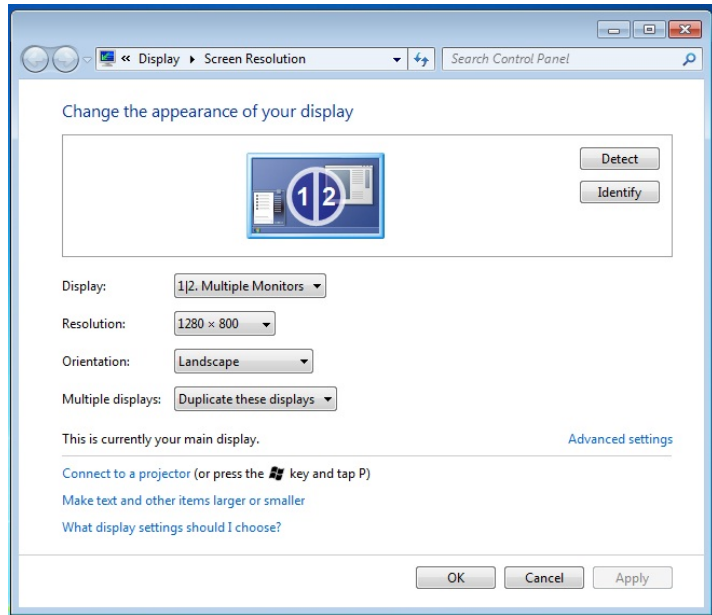 « Display ▸ Screen Resolution
Search Control Panel
Change the appearance of your display
1|2
Detect
Identify
Display: 1|2. Multiple Monitors
Resolution: 1280 × 800
Orientation: Landscape
Multiple displays: Duplicate these displays
This is currently your main display. Advanced settings
Connect to a projector (or press the key and tap P)
Make text and other items larger or smaller
What display settings should I choose?
OK Cancel Apply